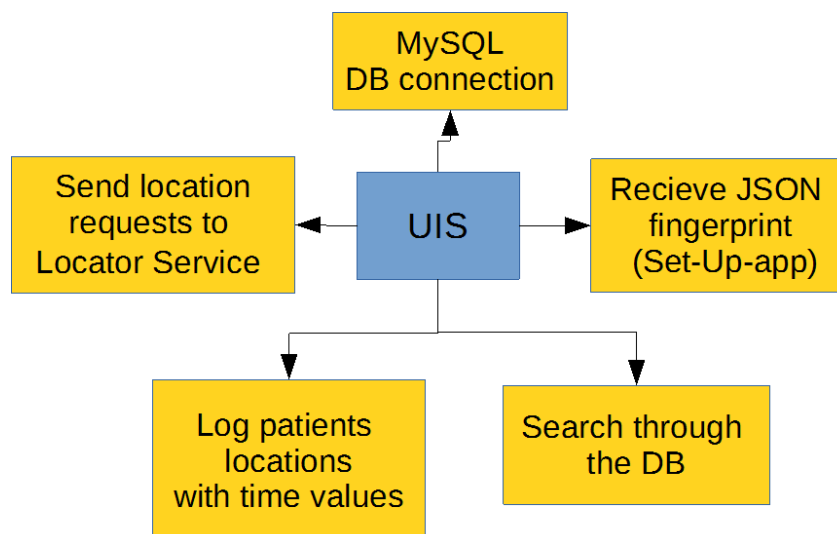 MySQL
DB connection
Send location
requests to
Locator Service
UIS
Recieve JSON
fingerprint
(Set-Up-app)
Log patients
locations
with time values
Search through
the DB